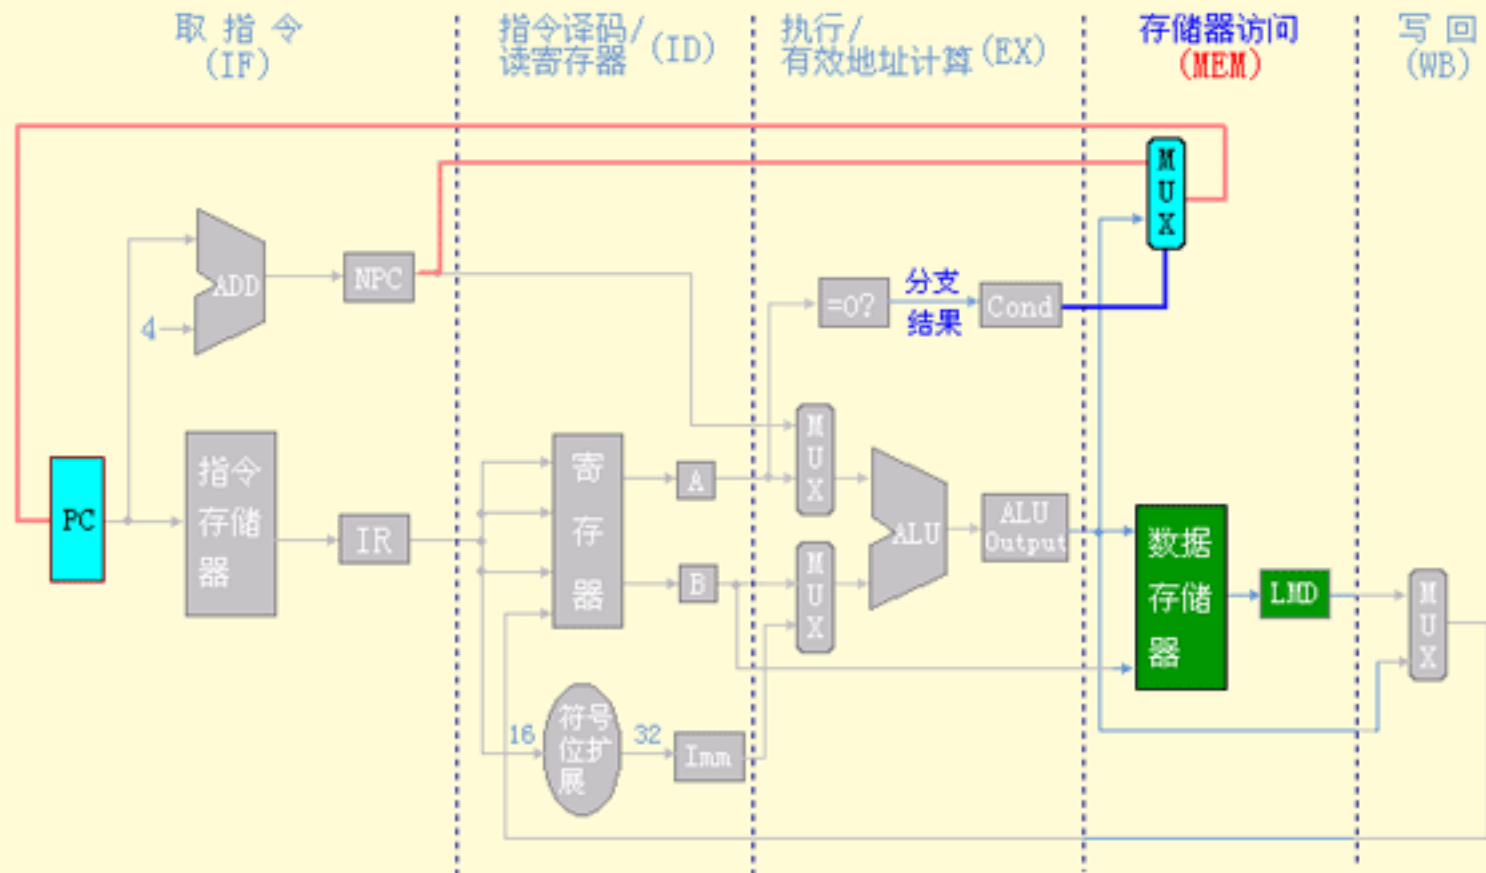 取 指 令
(IF)
指令译码/
读寄存器
(ID)
执行/
有效地址计算
(EX)
存储器访问
(MEM)
写 回
(WB)
MUX
ADD
NPC
4
=0?
分支
结果
Cond
PC
指令
存储
器
IR
寄
存
器
A
B
MUX
MUX
ALU
ALU
Output
数据
存储
器
LMD
MUX
16
符号
位扩
展
32
Imm